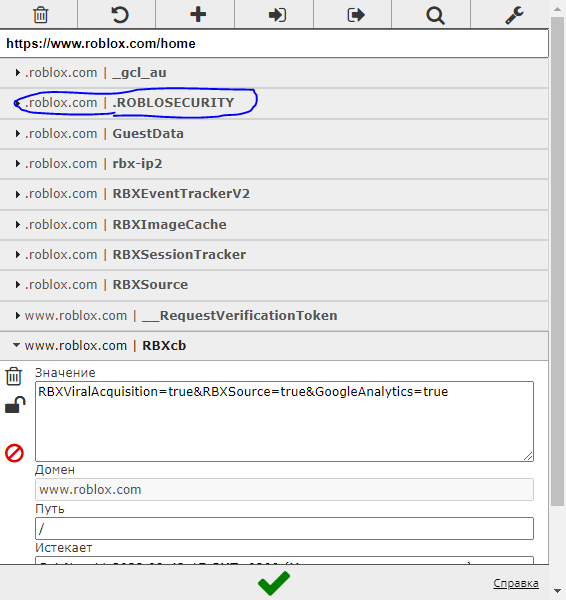 https://www.roblox.com/home
.roblox.com | _gcl_au
.roblox.com | .ROBLOSECURITY
.roblox.com | GuestData
.roblox.com | rbx-ip2
.roblox.com | RBXEventTrackerV2
.roblox.com | RBXImageCache
.roblox.com | RBXSessionTracker
.roblox.com | RBXSource
www.roblox.com | __RequestVerificationToken
www.roblox.com | RBXcb
Значение
RBXViralAcquisition=true&RBXSource=true&GoogleAnalytics=true
Домен
www.roblox.com
Путь
/
Истекает
Справка